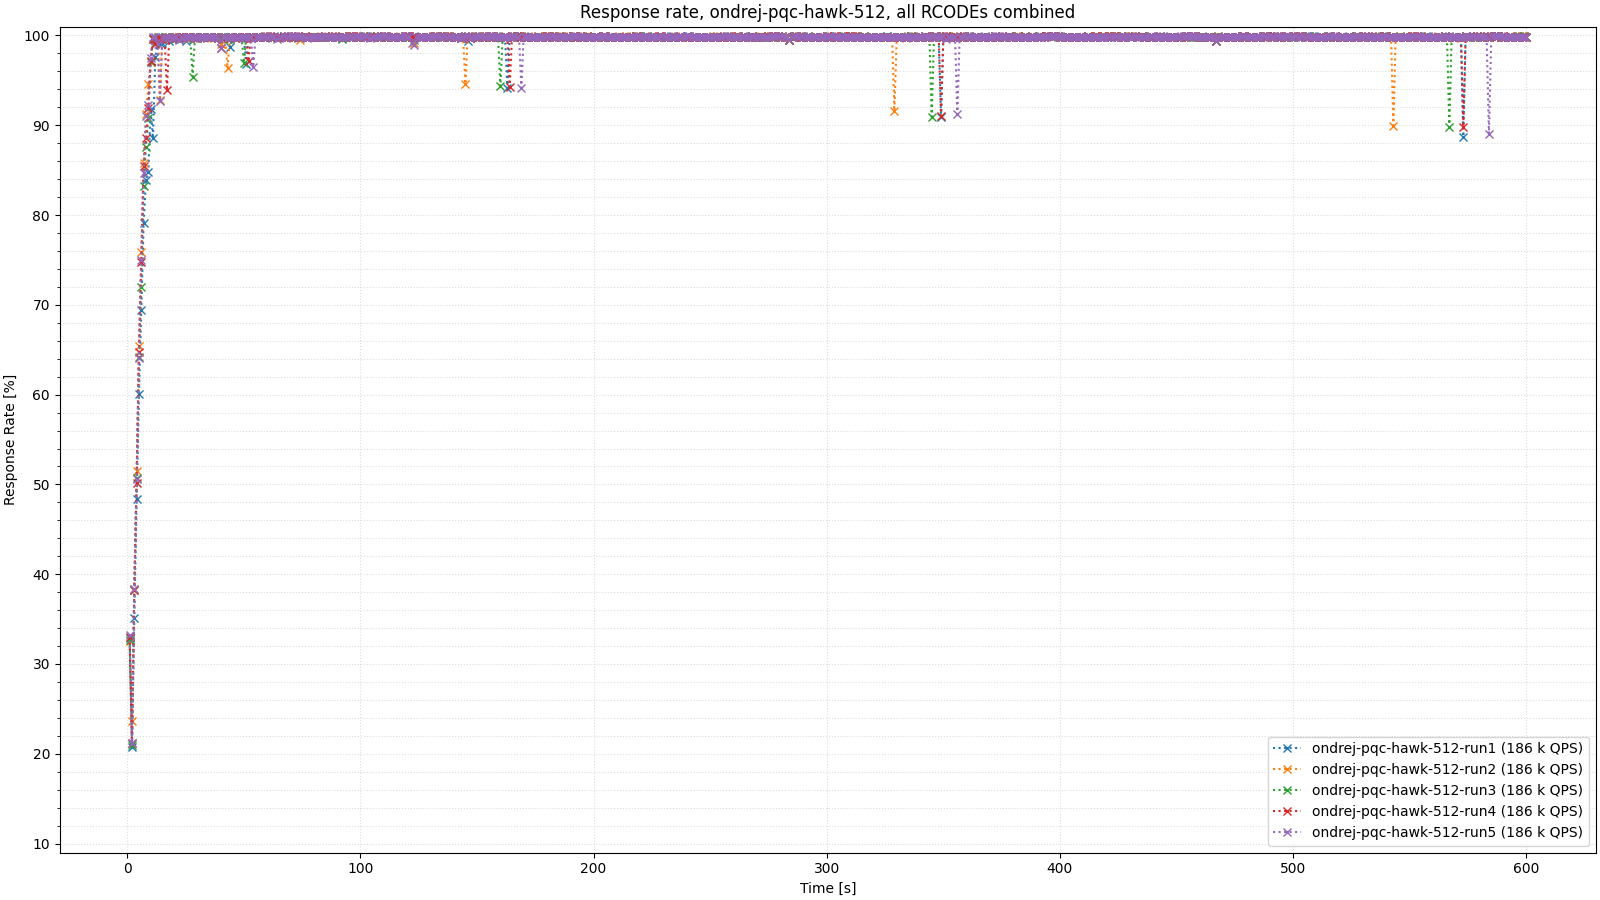 Response rate, ondrej-pqc-hawk-512, all RCODEs combined
Response Rate [%]
100
90
80
70
60
50
40
30
20
10
0 100 200 300 400 500 600
Time [s]
ondrej-pqc-hawk-512-run1 (186 k QPS)
ondrej-pqc-hawk-512-run2 (186 k QPS)
ondrej-pqc-hawk-512-run3 (186 k QPS)
ondrej-pqc-hawk-512-run4 (186 k QPS)
ondrej-pqc-hawk-512-run5 (186 k QPS)